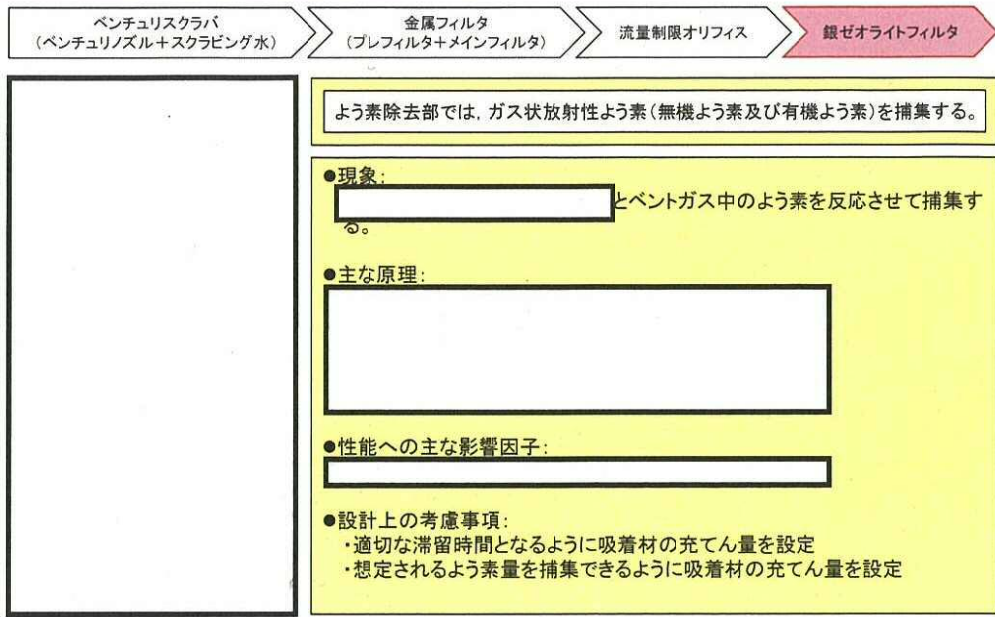 ベンチュリスクラバ
(ベンチュリノズル+スクラビング水)
金属フィルタ
(プレフィルタ+メインフィルタ)
流量制限オリフィス
銀ゼオライトフィルタ
よう素除去部では,ガス状放射性よう素(無機よう素及び有機よう素)を捕集する。
●現象:
とベントガス中のよう素を反応させて捕集す
る。
●主な原理:
●性能への主な影響因子:
●設計上の考慮事項:
・適切な滞留時間となるように吸着材の充てん量を設定
・想定されるよう素量を捕集できるように吸着材の充てん量を設定